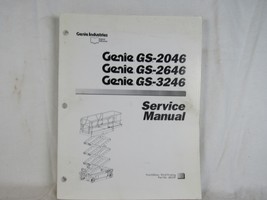 Genie Industries
Genie GS-2046
Genie GS-2646
Genie GS-3246
Service
Manual